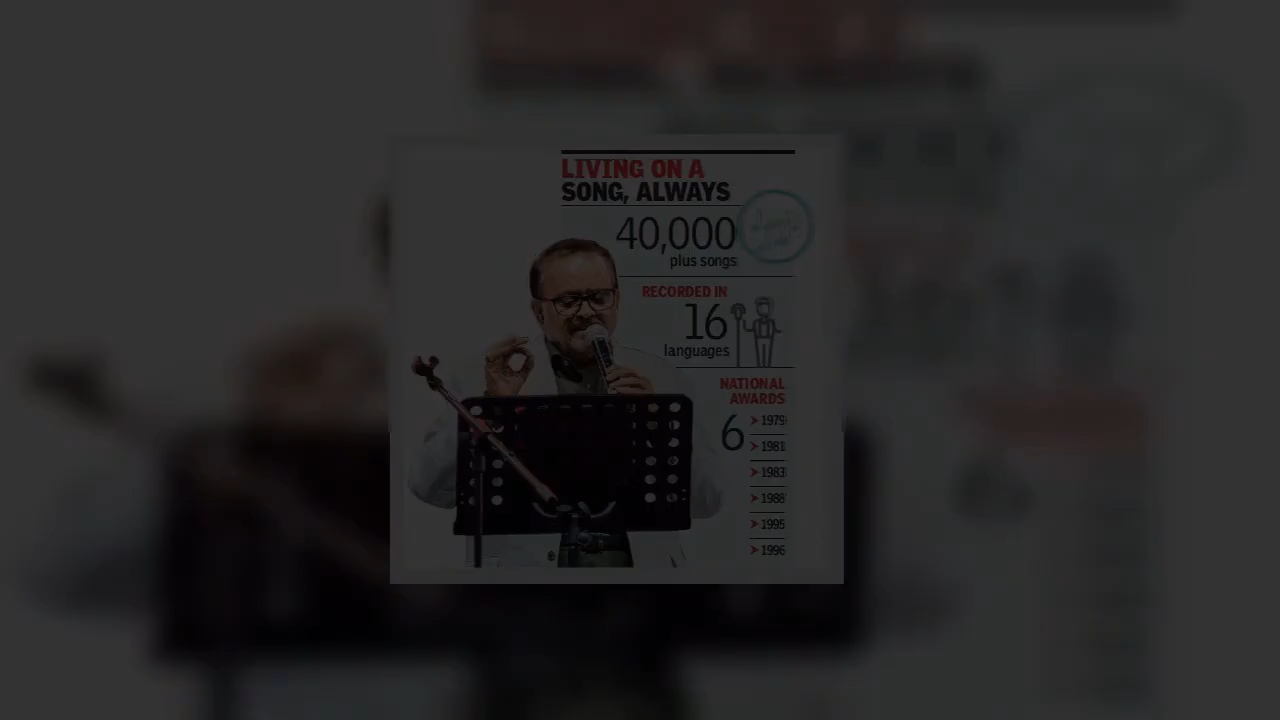 LIVING ON A
SONG, ALWAYS
40,000
plus songs
RECORDED IN
16
languages
NATIONAL
AWARDS
6
1979
1981
1983
1988
1995
1996